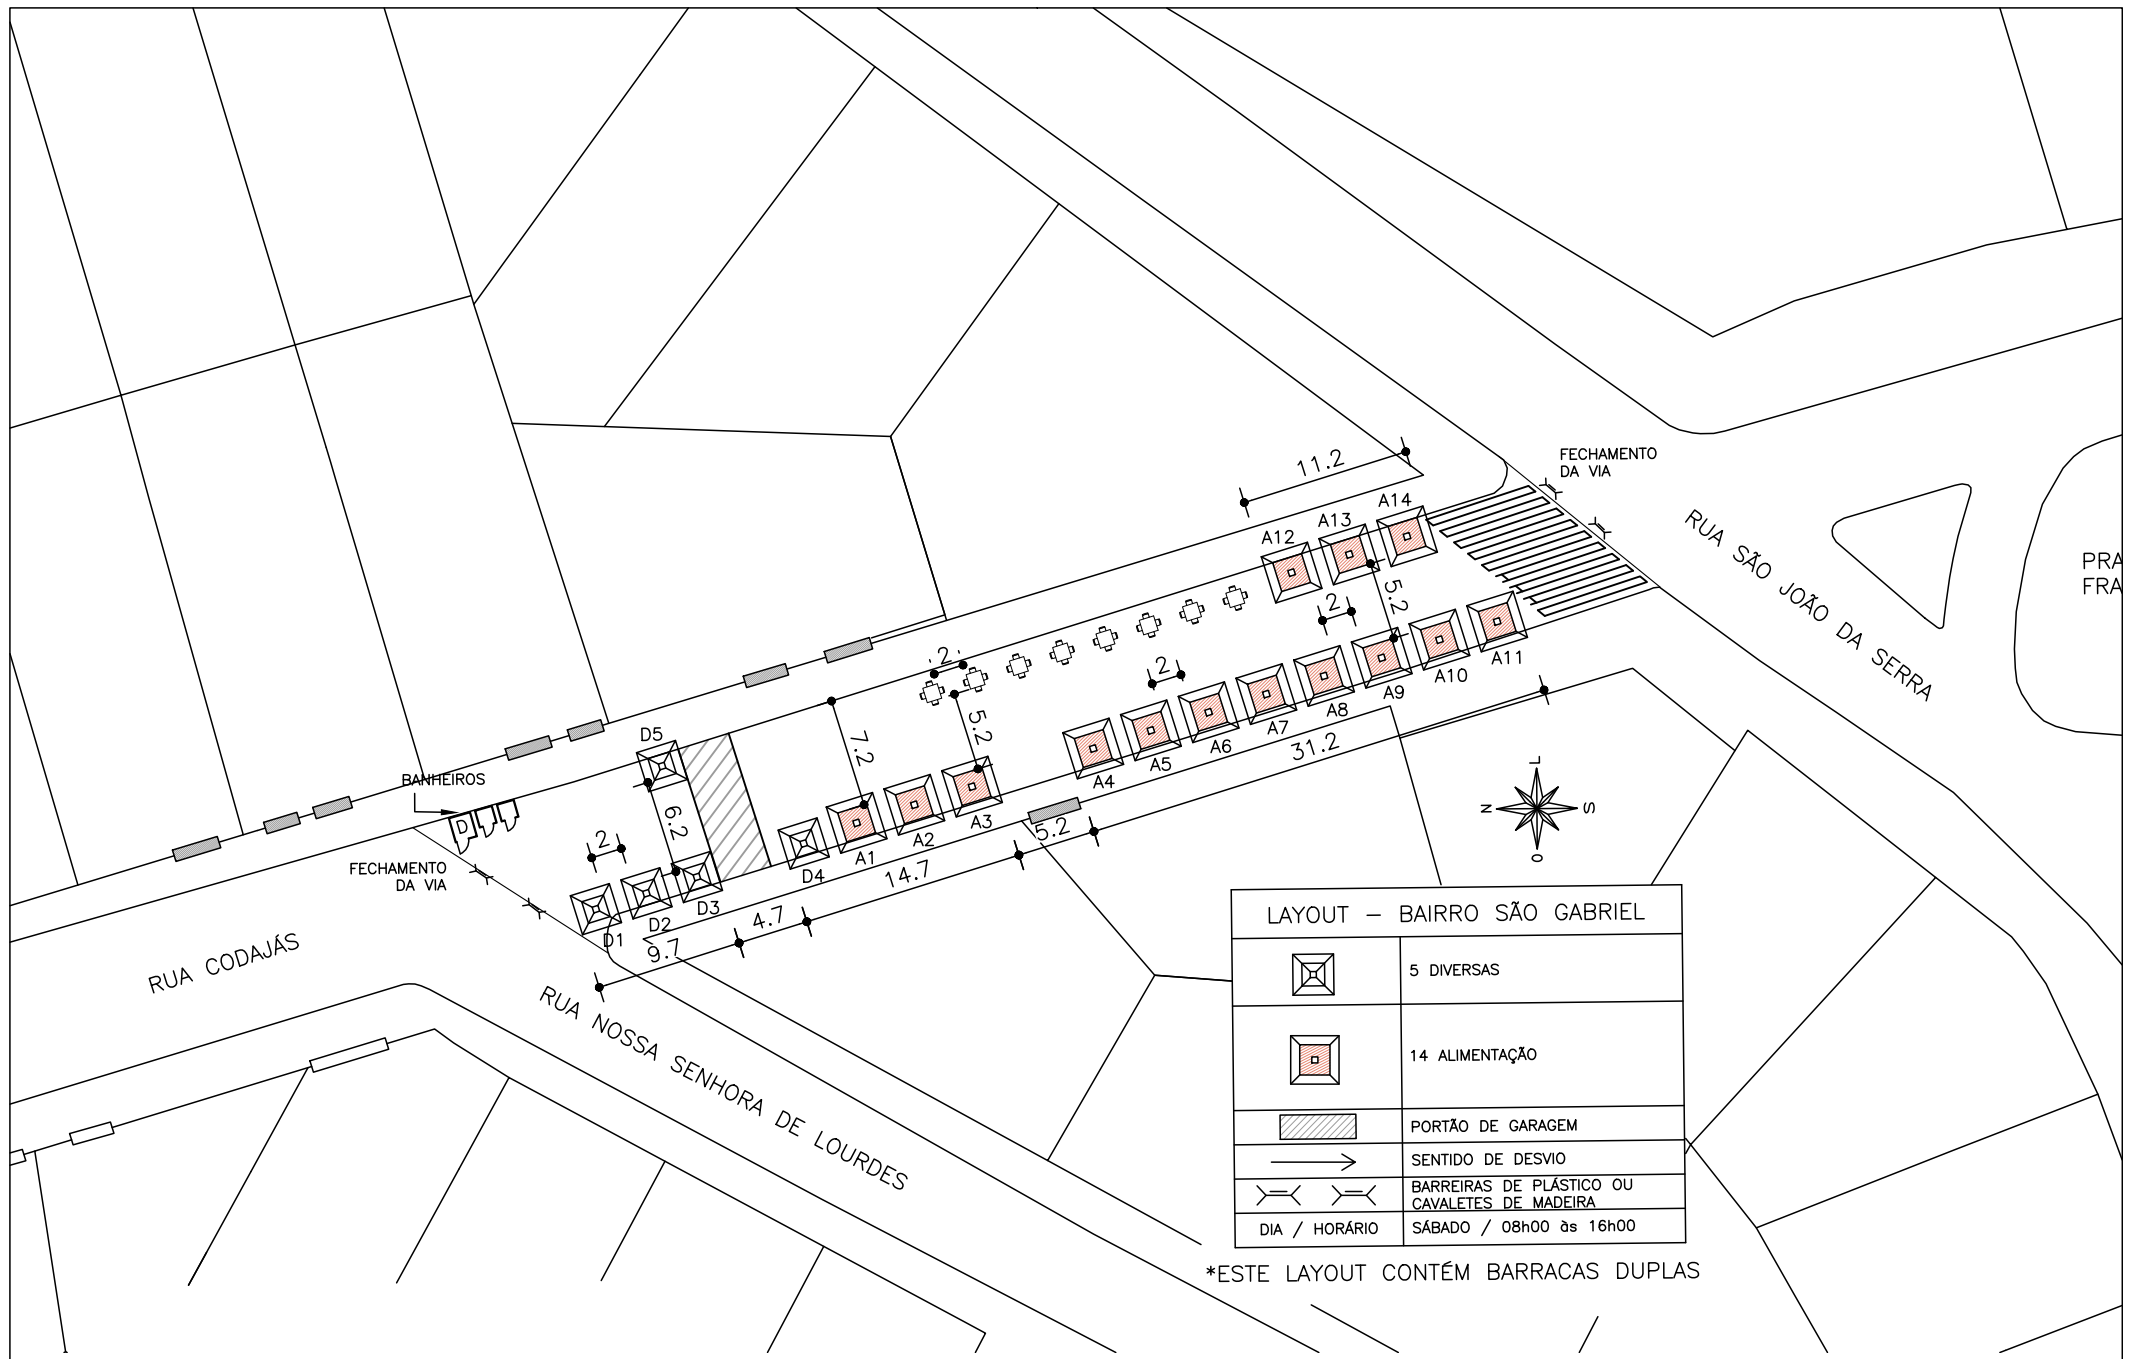 11.2
FECHAMENTO
DA VIA
A14
A13
A12
RUA SÃO JOÃO DA SERRA
PRA
FRA
5.2
2
2
2
5.2
7.2
A11
A10
A9
A8
A7
A6
A5
A4
31.2
D5
BANHEIROS
D
6.2
2
A3
A2
A1
D4
5.2
14.7
FECHAMENTO
DA VIA
D3
D2
D1
4.7
9.7
L
N
S
O
RUA CODAJÁS
RUA NOSSA SENHORA DE LOURDES
LAYOUT – BAIRRO SÃO GABRIEL
5 DIVERSAS
14 ALIMENTAÇÃO
PORTÃO DE GARAGEM
SENTIDO DE DESVIO
BARREIRAS DE PLÁSTICO OU
CAVALETES DE MADEIRA
DIA / HORÁRIO
SÁBADO / 08h00 às 16h00
*ESTE LAYOUT CONTÉM BARRACAS DUPLAS